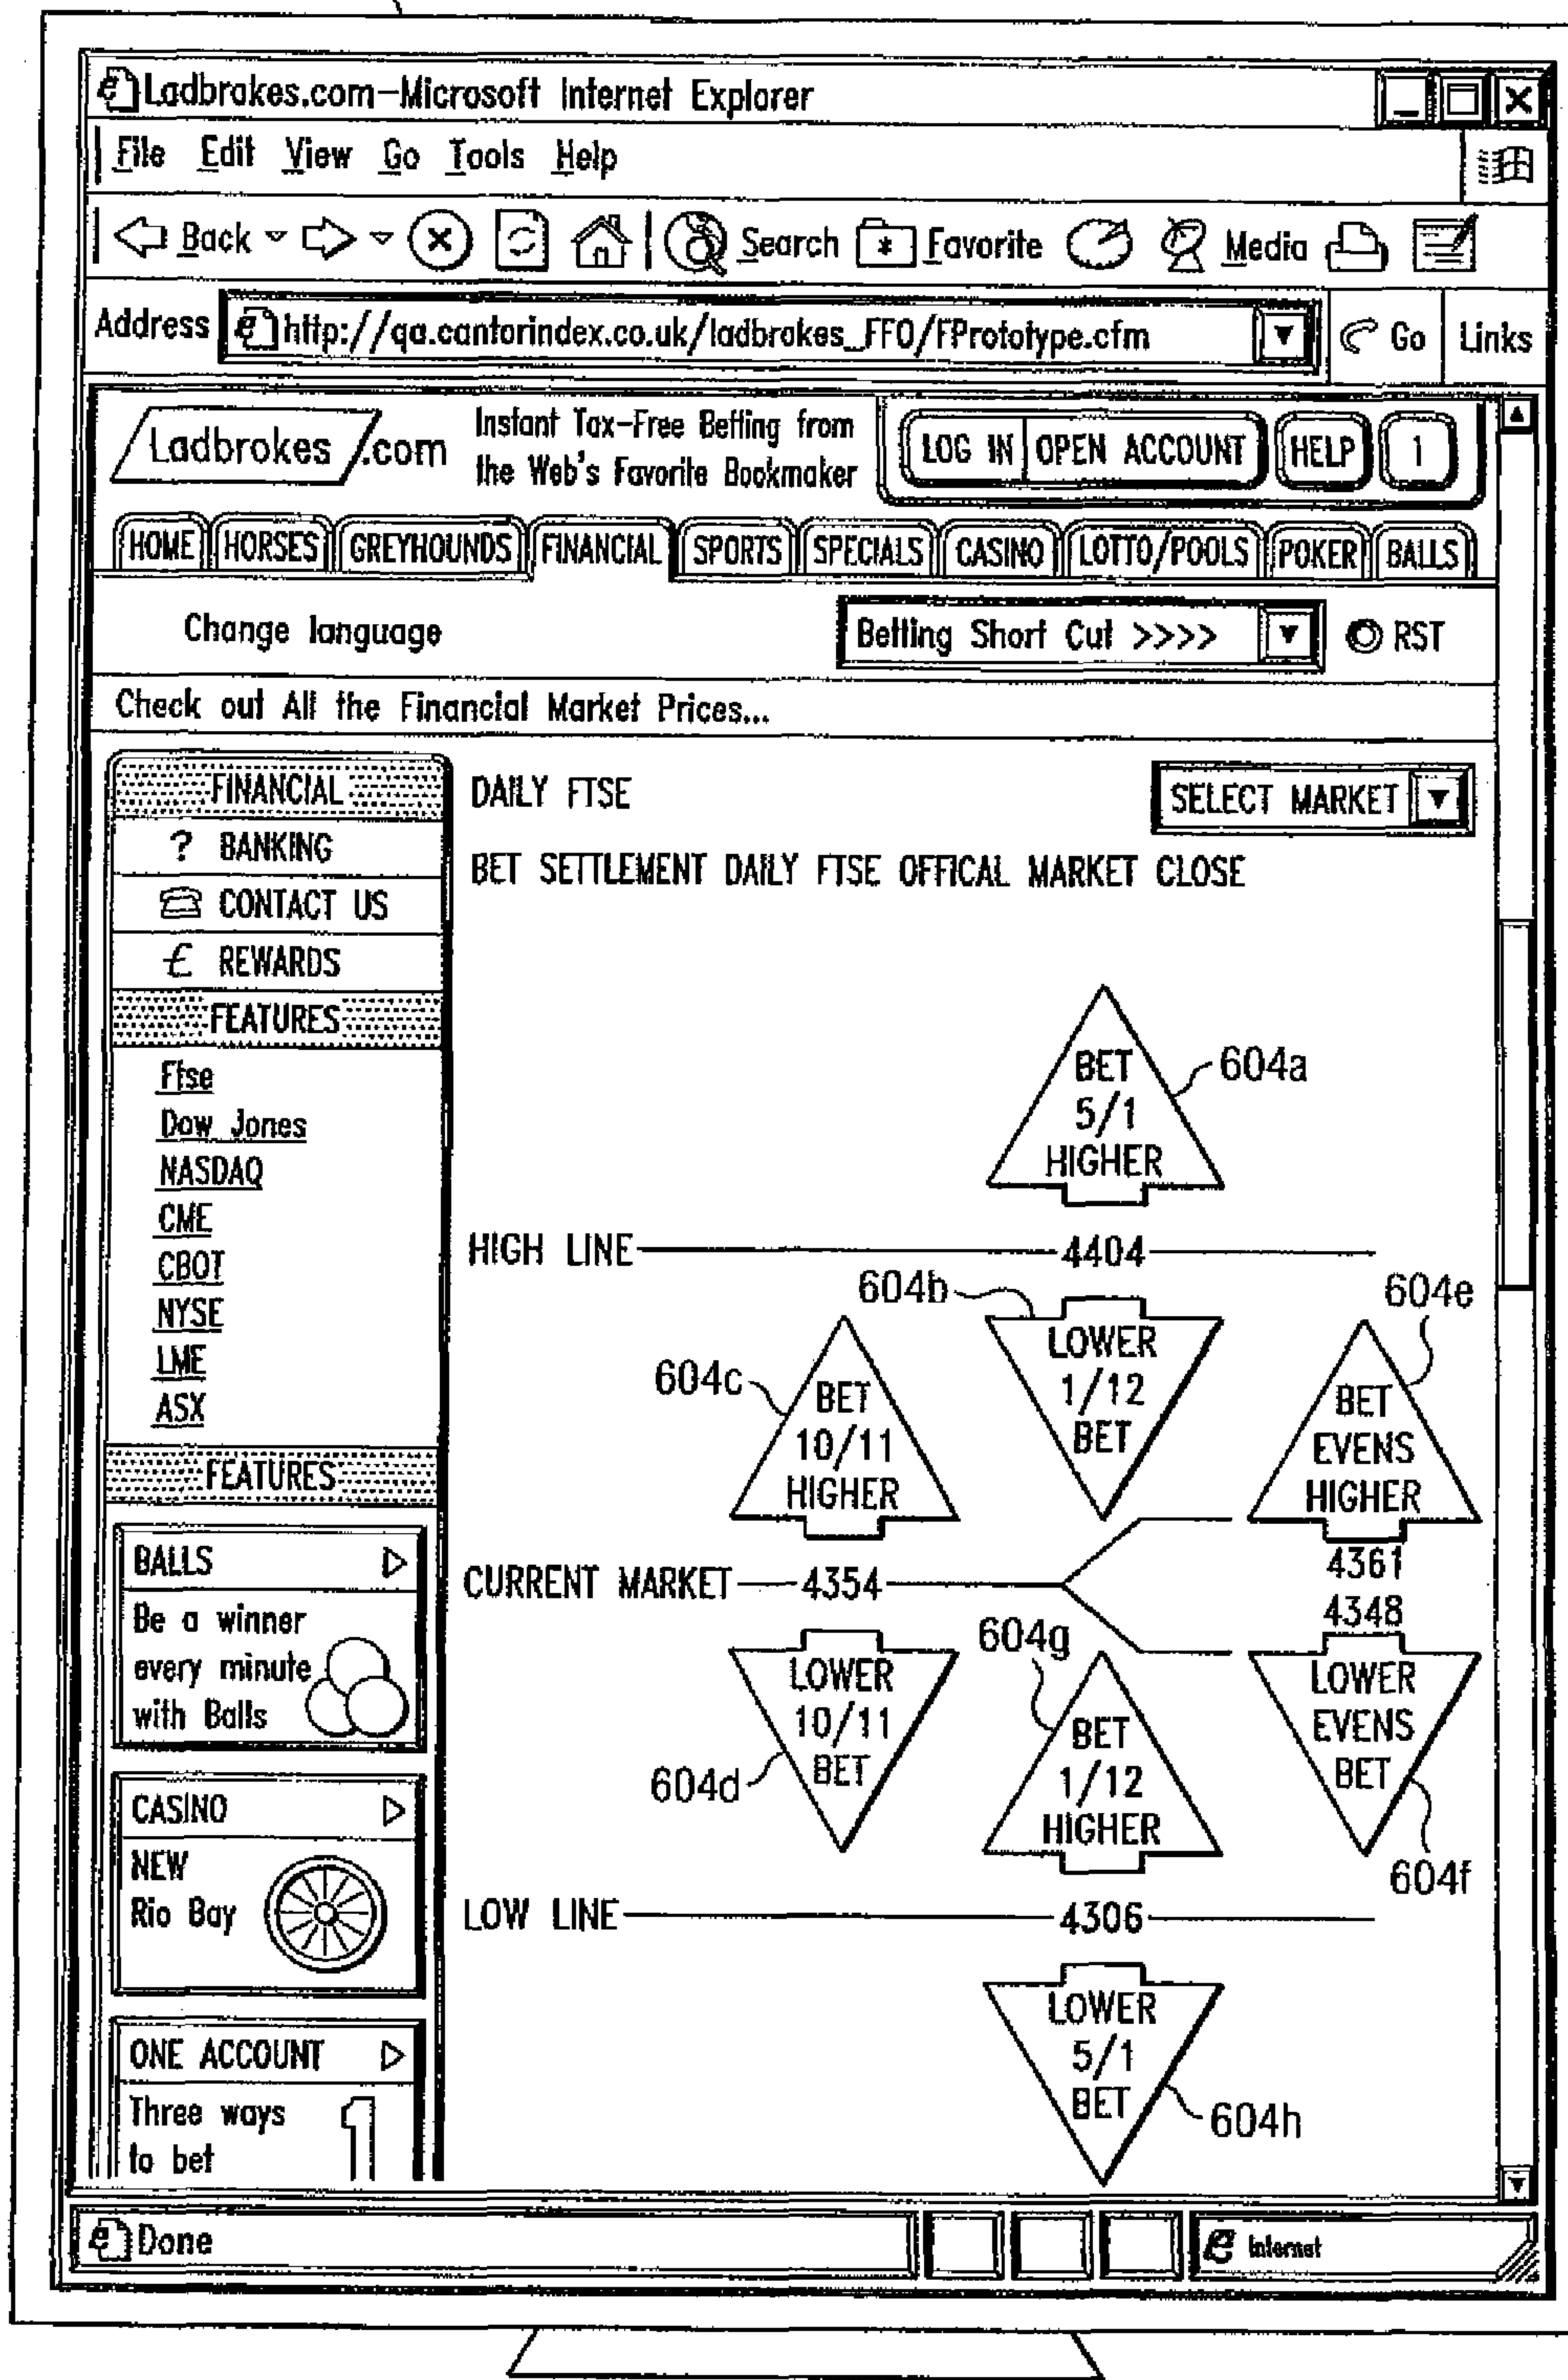 Ladbrokes.com-Microsoft Internet Explorer
File Edit View Go Tools Help
Back Search Favorite Media
Address http://qa.cantorindex.co.uk/ladbrokes_FFO/FPrototype.cfm Go Links
Ladbrokes.com
Instant Tax-Free Betting from
the Web's Favorite Bookmaker
LOG IN OPEN ACCOUNT HELP 1
HOME HORSES GREYHOUNDS FINANCIAL SPORTS SPECIALS CASINO LOTTO/POOLS POKER BALLS
Change language Betting Short Cut >>>> RST
Check out All the Financial Market Prices...
FINANCIAL
? BANKING
CONTACT US
£ REWARDS
FEATURES
Ftse
Dow Jones
NASDAQ
CME
CBOT
NYSE
LME
ASX
FEATURES
BALLS
Be a winner
every minute
with Balls
CASINO
NEW
Rio Bay
ONE ACCOUNT
Three ways
to bet
1
DAILY FTSE SELECT MARKET
BET SETTLEMENT DAILY FTSE OFFICAL MARKET CLOSE
BET
5/1
HIGHER
604a
HIGH LINE 4404
604b
LOWER
1/12
BET
604c
BET
10/11
HIGHER
604e
BET
EVENS
HIGHER
CURRENT MARKET 4354
4361
4348
LOWER
10/11
BET
604d
604g
BET
1/12
HIGHER
LOWER
EVENS
BET
604f
LOW LINE 4306
LOWER
5/1
BET
604h
Done Internet